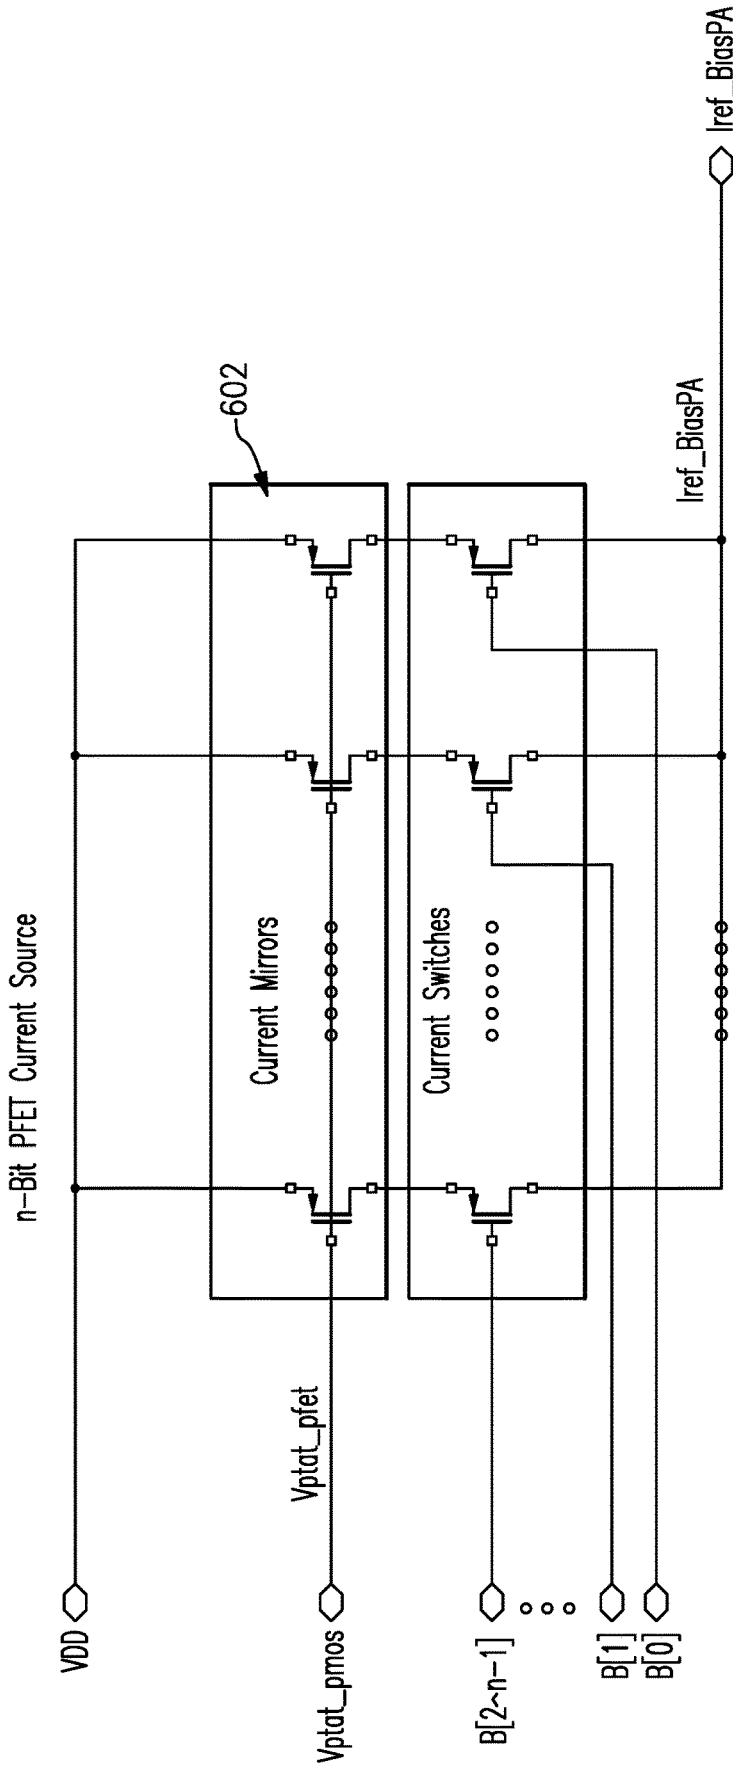 n-Bit PFET Current Source
VDD
602
Current Mirrors
Vptat_pfet
Vptat_pmos
Current Switches
B[2~n-1]
B[1]
B[0]
Iref_BiasPA
Iref_BiasPA